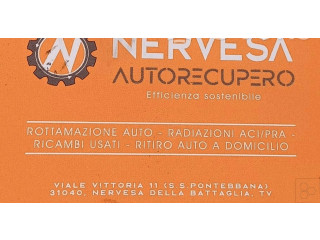 NERVESA
AUTORECUPERO
Efficienza sostenibile
ROTTAMAZIONE AUTO - RADIAZIONI ACI/PRA -
RICAMBI USATI - RITIRO AUTO A DOMICILIO
VIALE VITTORIA 11 (S.S PONTEBBANA)
31040, NERVESA DELLA BATTAGLIA, TV